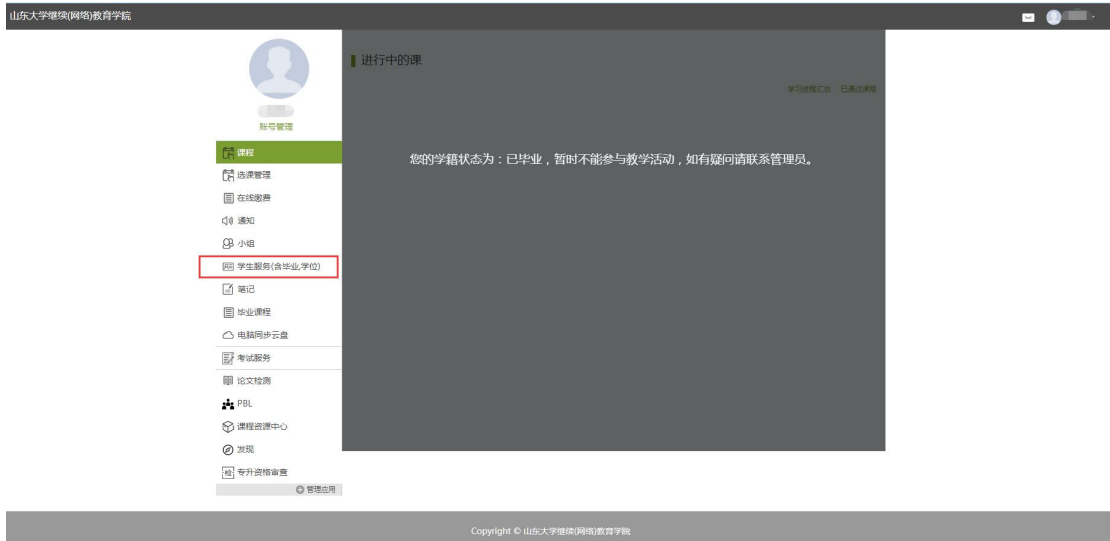 山东大学继续(网络)教育学院
账号管理
课程
选课管理
在线缴费
通知
小组
学生服务(含毕业,学位)
笔记
毕业课程
电脑同步云盘
考试服务
论文检测
PBL
课程资源中心
发现
专升资格审查
管理应用
进行中的课
学习进程汇总 已通过课程
您的学籍状态为：已毕业，暂时不能参与教学活动，如有疑问请联系管理员。
Copyright © 山东大学继续(网络)教育学院